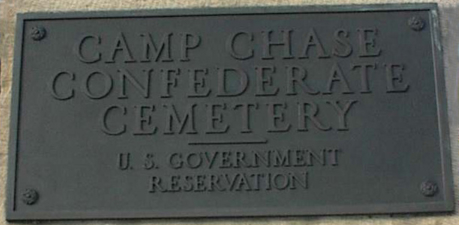 CAMP CHASE
CONFEDERATE
CEMETERY
U. S. GOVERNMENT
RESERVATION